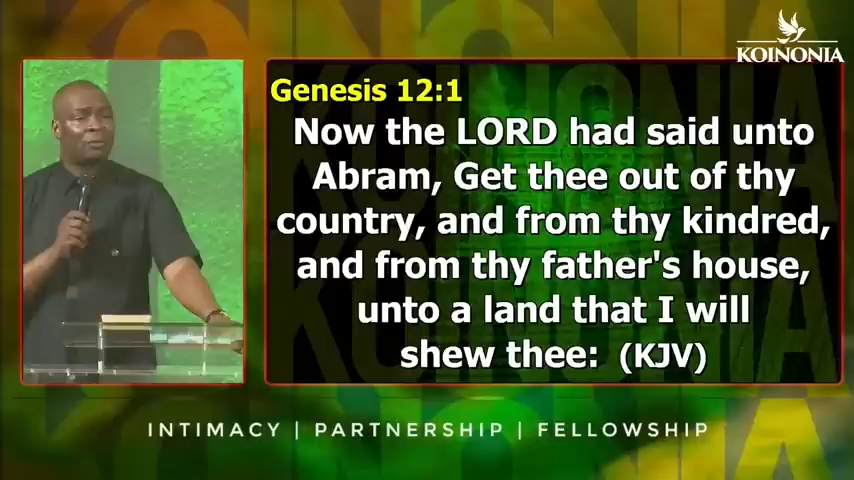 KOINONIA
Genesis 12:1
Now the LORD had said unto
Abram, Get thee out of thy
country, and from thy kindred,
and from thy father's house,
unto a land that I will
shew thee: (KJV)
INTIMACY | PARTNERSHIP | FELLOWSHIP